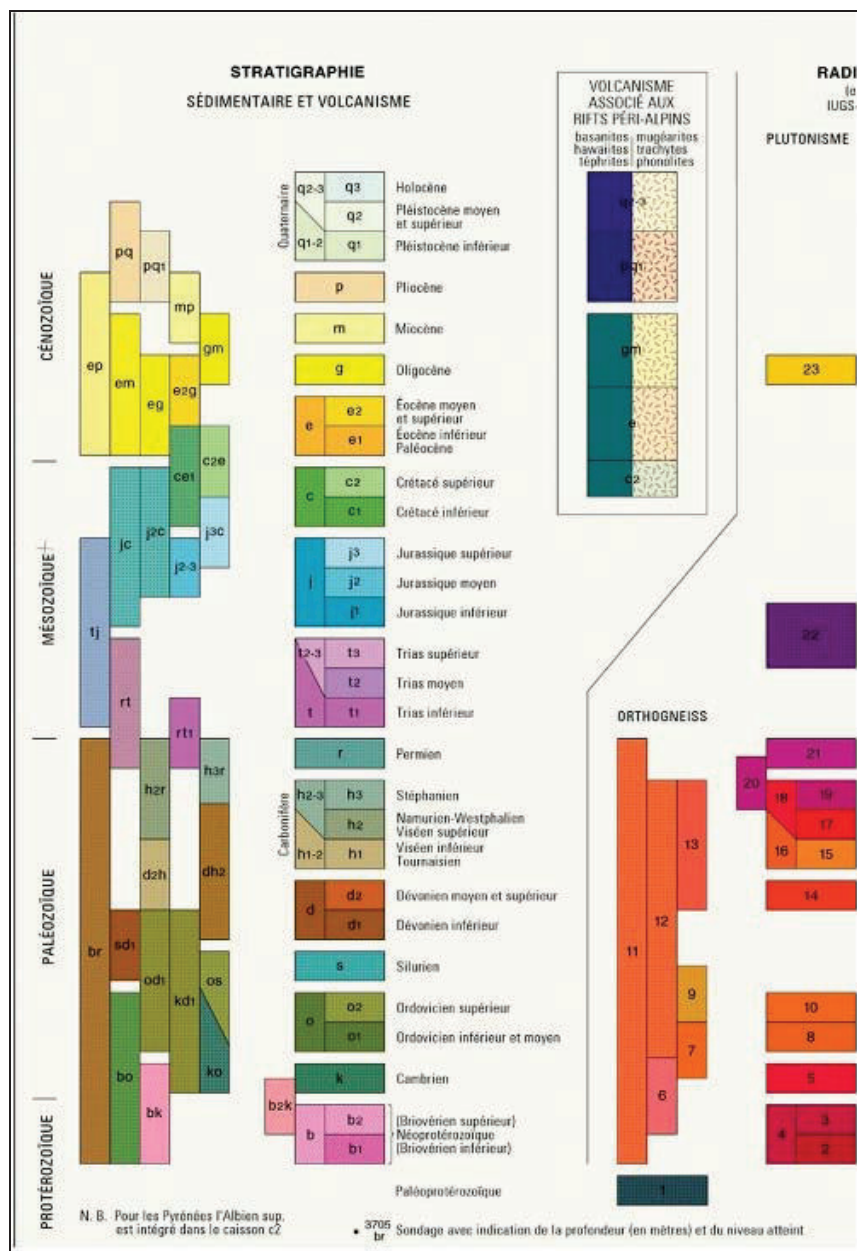 STRATIGRAPHIE
SÉDIMENTAIRE ET VOLCANISME
VOLCANISME
ASSOCIÉ AUX
RIFTS PÉRI-ALPINS
basanites mugéarites
hawaïtes trachytes
téphrites phonolites
RADI
(e
IUGS-
PLUTONISME
CÉNOZOÏQUE
MÉSOZOÏQUE
PALÉOZOÏQUE
PROTÉROZOÏQUE
ep
pq
pq1
mp
em
eg
e2g
gm
ce1
c2e
jc
j2c
j2-3
j3c
tj
rt
rt1
h3r
h2r
d2h
dh2
br
sd1
od1
kd1
os
ko
bo
bk
b2k
Quaternaire
q2-3 q3 Holocène
q2 Pléistocène moyen
et supérieur
q1-2 q1 Pléistocène inférieur
p Pliocène
m Miocène
g Oligocène
e e2 Éocène moyen
et supérieur
e1 Éocène inférieur
Paléocène
c c2 Crétacé supérieur
c1 Crétacé inférieur
j j3 Jurassique supérieur
j2 Jurassique moyen
j1 Jurassique inférieur
t2-3 t3 Trias supérieur
t2 Trias moyen
t t1 Trias inférieur
r Permien
Carbonifère
h2-3 h3 Stéphanien
h2 Namurien-Westphalien
Viséen supérieur
h1-2 h1 Viséen inférieur
Tournaisien
d d2 Dévonien moyen et supérieur
d1 Dévonien inférieur
s Silurien
o o2 Ordovicien supérieur
o1 Ordovicien inférieur et moyen
k Cambrien
b b2 (Briovérien supérieur)
Néoprotérozoïque
b1 (Briovérien inférieur)
Paléoprotérozoïque
q2-3
pq1
gm
e
c2
ORTHOGNEISS
11
12
13
9
7
6
1
23
22
21
20
18 19
17
16 15
14
10
8
5
4 3
2
N. B. Pour les Pyrénées l'Albien sup.
est intégré dans le caisson c2
• 3705
br Sondage avec indication de la profondeur (en mètres) et du niveau atteint